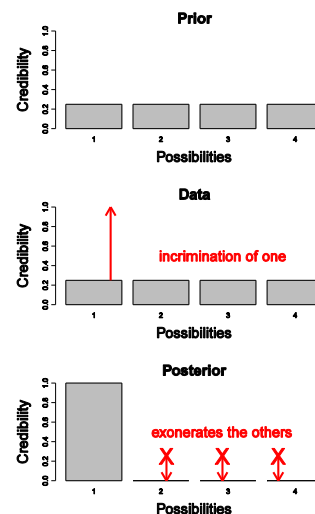 Prior
Credibility
0.0 0.2 0.4 0.6 0.8 1.0
1 2 3 4
Possibilities
Data
Credibility
0.0 0.2 0.4 0.6 0.8 1.0
incrimination of one
1 2 3 4
Possibilities
Posterior
Credibility
0.0 0.2 0.4 0.6 0.8 1.0
exonerates the others
X X X
1 2 3 4
Possibilities